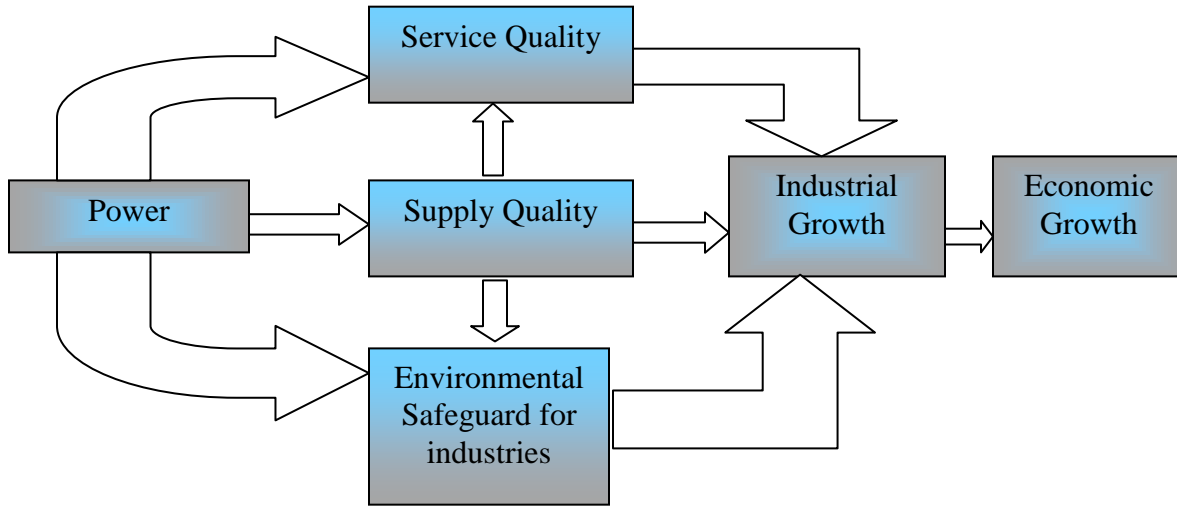 Service Quality
Power
Supply Quality
Industrial
Growth
Economic
Growth
Environmental
Safeguard for
industries